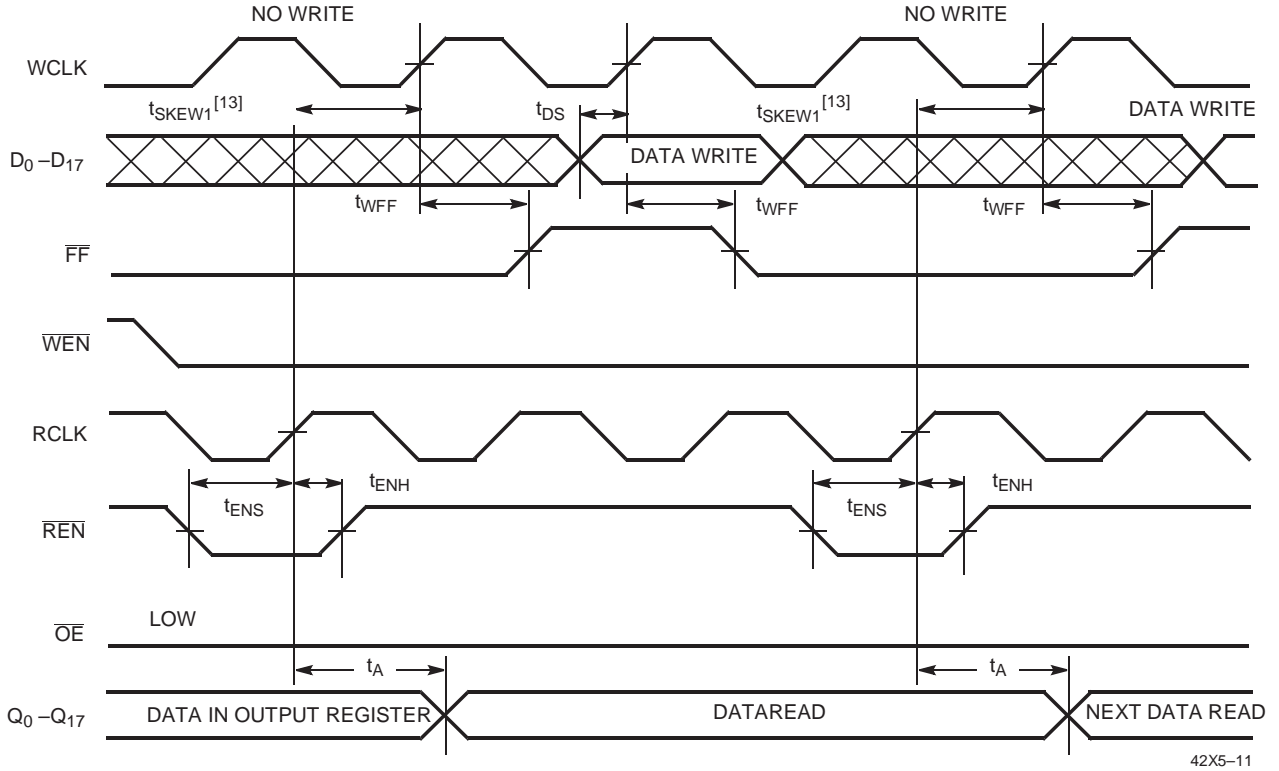 NO WRITE NO WRITE
WCLK
tSKEW1[13] tDS tSKEW1[13] DATA WRITE
D0–D17 DATA WRITE
tWFF tWFF tWFF
FF
WEN
RCLK
tENS tENH tENS tENH
REN
LOW
OE
tA tA
Q0–Q17 DATA IN OUTPUT REGISTER DATAREAD NEXT DATA READ
42X5–11